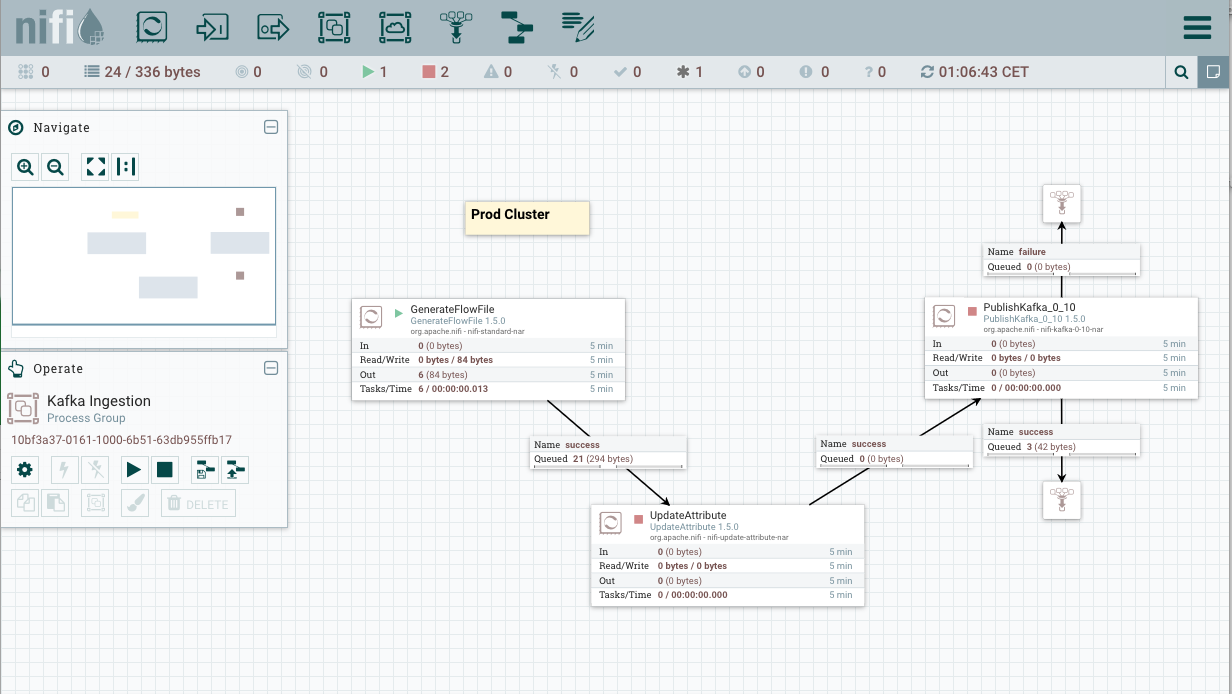 nifi
0 24 / 336 bytes 0 0 1 2 0 0 0 1 0 0 0 01:06:43 CET
Navigate
Operate
Kafka Ingestion
Process Group
10bf3a37-0161-1000-6b51-63db955ffb17
DELETE
Prod Cluster
GenerateFlowFile
GenerateFlowFile 1.5.0
org.apache.nifi - nifi-standard-nar
In 0 (0 bytes) 5 min
Read/Write 0 bytes / 84 bytes 5 min
Out 6 (84 bytes) 5 min
Tasks/Time 6 / 00:00:00.013 5 min
Name success
Queued 21 (294 bytes)
UpdateAttribute
UpdateAttribute 1.5.0
org.apache.nifi - nifi-update-attribute-nar
In 0 (0 bytes) 5 min
Read/Write 0 bytes / 0 bytes 5 min
Out 0 (0 bytes) 5 min
Tasks/Time 0 / 00:00:00.000 5 min
Name success
Queued 0 (0 bytes)
Name failure
Queued 0 (0 bytes)
PublishKafka_0_10
PublishKafka_0_10 1.5.0
org.apache.nifi - nifi-kafka-0-10-nar
In 0 (0 bytes) 5 min
Read/Write 0 bytes / 0 bytes 5 min
Out 0 (0 bytes) 5 min
Tasks/Time 0 / 00:00:00.000 5 min
Name success
Queued 3 (42 bytes)